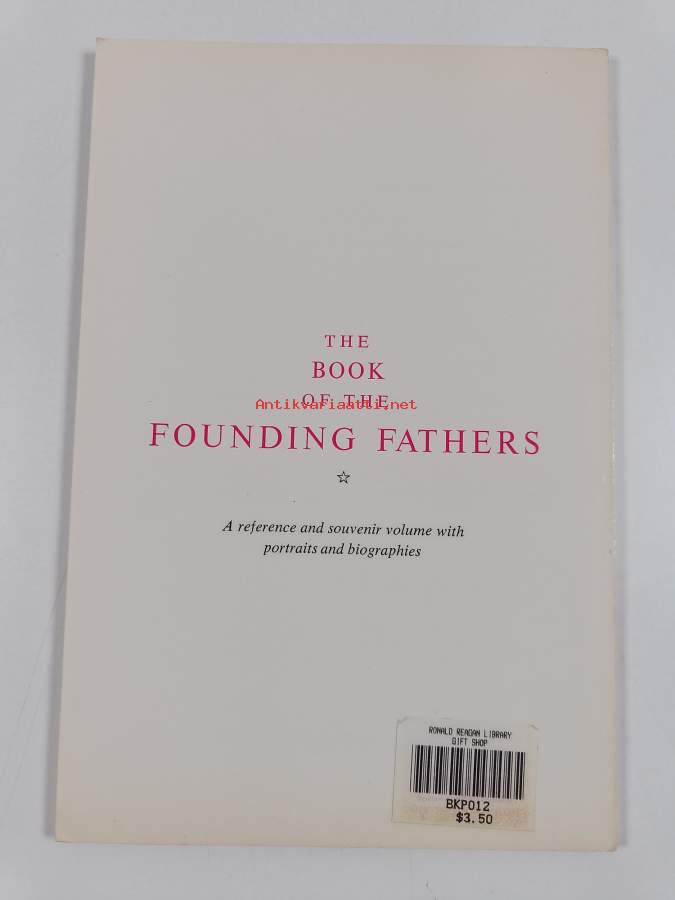 THE
BOOK
OF THE
Antikvariaatti.net
FOUNDING FATHERS
A reference and souvenir volume with
portraits and biographies
RONALD REAGAN LIBRARY
GIFT SHOP
BKP012
$3.50